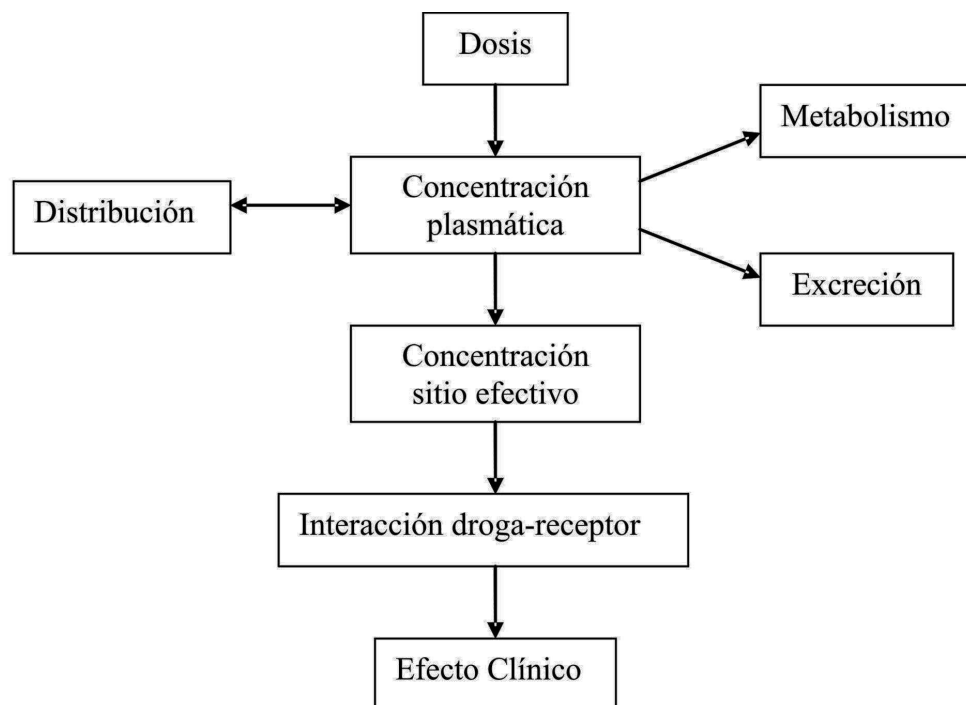 Dosis
Metabolismo
Concentración
plasmática
Distribución
Excreción
Concentración
sitio efectivo
Interacción droga-receptor
Efecto Clínico